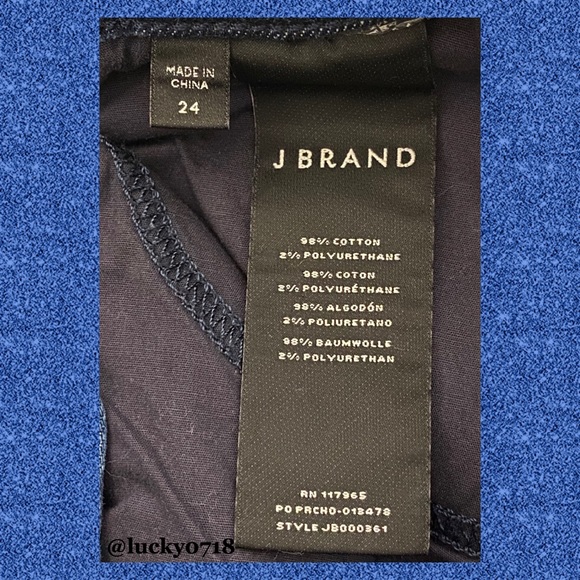 MADE IN
CHINA
24
J BRAND
98% COTTON
2% POLYURETHANE
98% COTON
2% POLYURÉTHANE
98% ALGODÓN
2% POLIURETANO
98% BAUMWOLLE
2% POLYURETHAN
RN 117965
PO PRCHO-013478
STYLE JB000361
@lucky0718